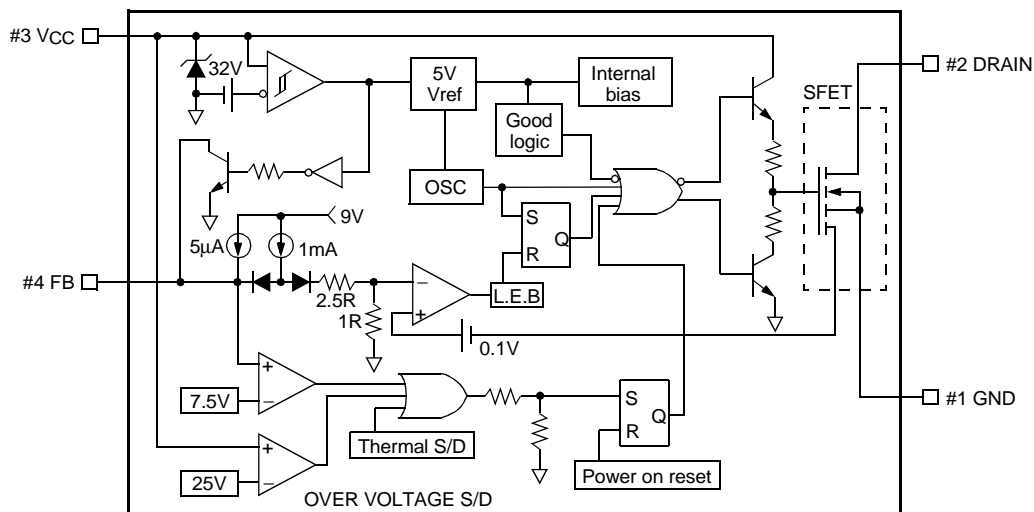 #3 VCC
32V
5V
Vref
Internal
bias
#2 DRAIN
SFET
Good
logic
OSC
9V
5μA
1mA
S
R
Q
#4 FB
2.5R
1R
−
+
L.E.B
0.1V
+
−
7.5V
Thermal S/D
S
R
Q
#1 GND
+
−
25V
Power on reset
OVER VOLTAGE S/D